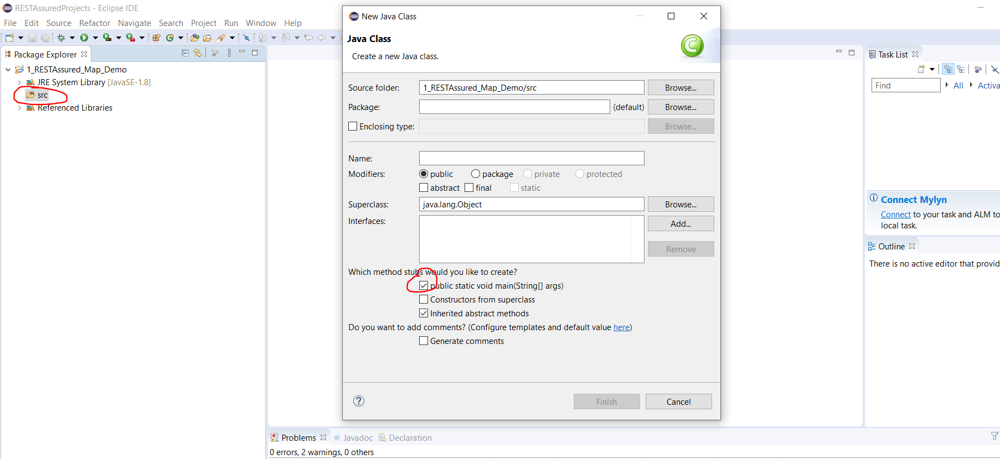 RESTAssuredProjects - Eclipse IDE
File Edit Source Refactor Navigate Search Project Run Window Help
Package Explorer
1_RESTAssured_Map_Demo
JRE System Library [JavaSE-1.8]
src
Referenced Libraries
New Java Class
Java Class
Create a new Java class.
Source folder: 1_RESTAssured_Map_Demo/src Browse...
Package: (default) Browse...
Enclosing type: Browse...
Name:
Modifiers: public package private protected
abstract final static
Superclass: java.lang.Object Browse...
Interfaces: Add...
Remove
Which method stubs would you like to create?
public static void main(String[] args)
Constructors from superclass
Inherited abstract methods
Do you want to add comments? (Configure templates and default value here)
Generate comments
? Finish Cancel
Task List
Find All Activa
Connect Mylyn
Connect to your task and ALM to
local task.
Outline
There is no active editor that provid
Problems @ Javadoc Declaration
0 errors, 2 warnings, 0 others